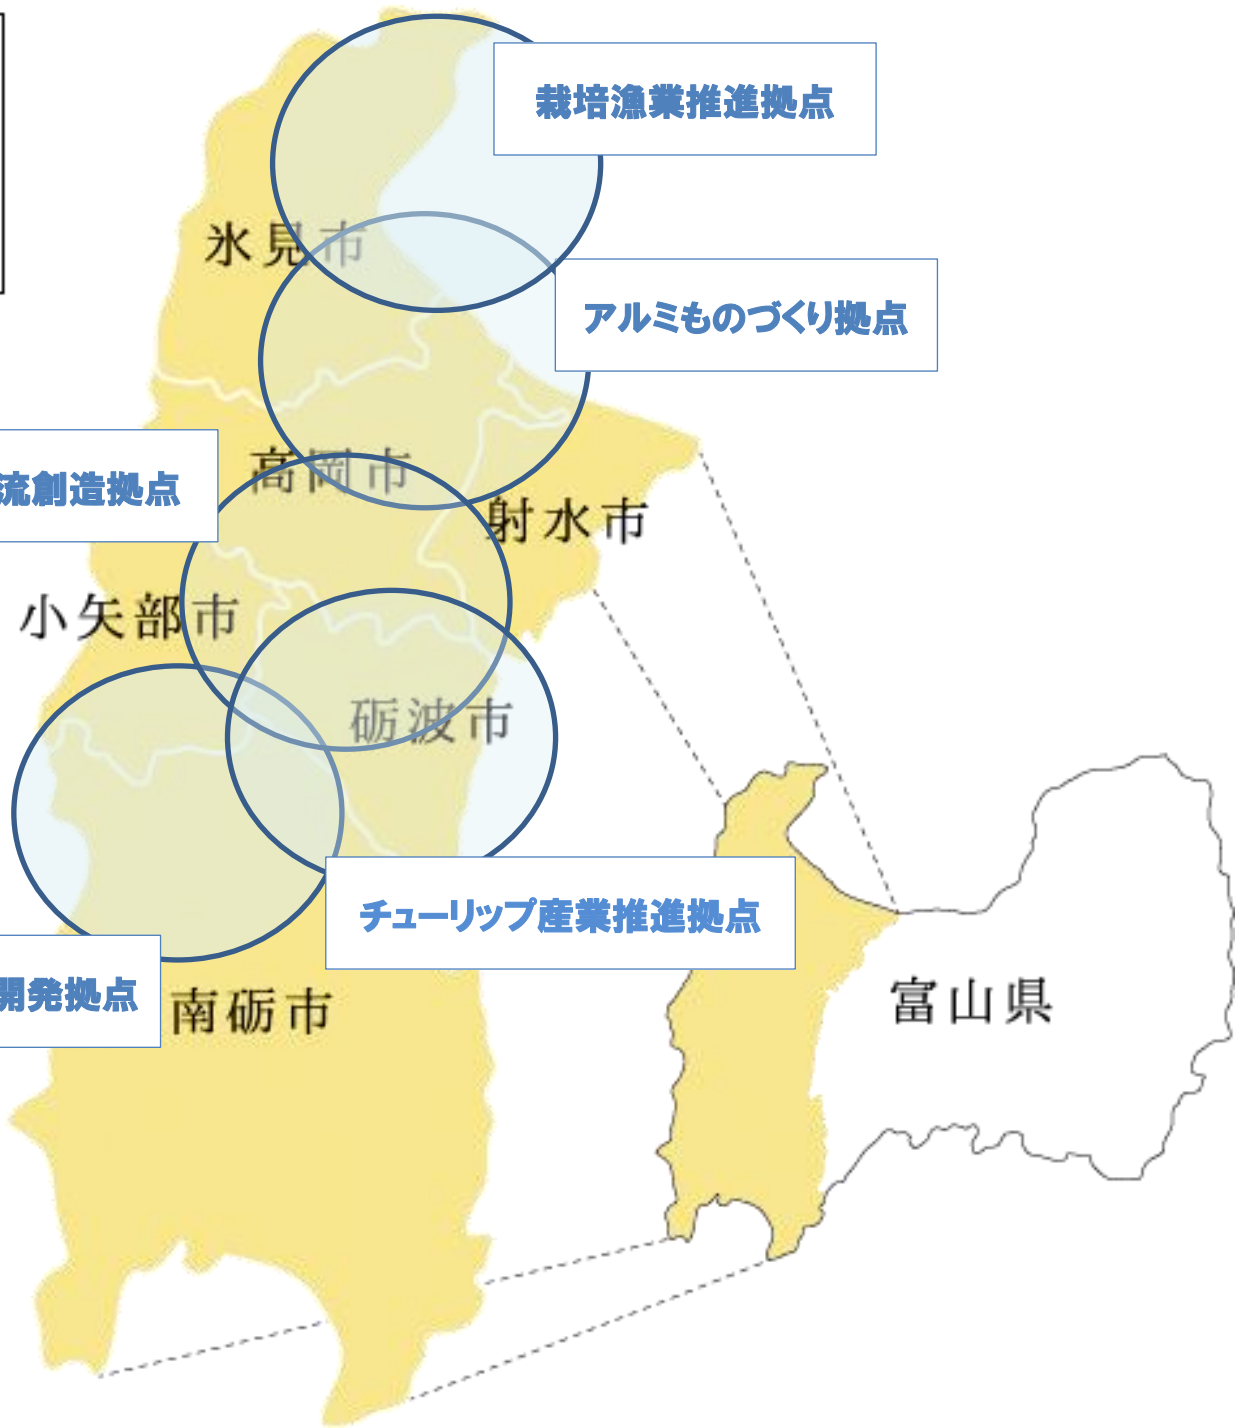 栽培漁業推進拠点
氷見市
アルミものづくり拠点
高岡市
流創造拠点
射水市
小矢部市
砺波市
チューリップ産業推進拠点
開発拠点
南砺市
富山県